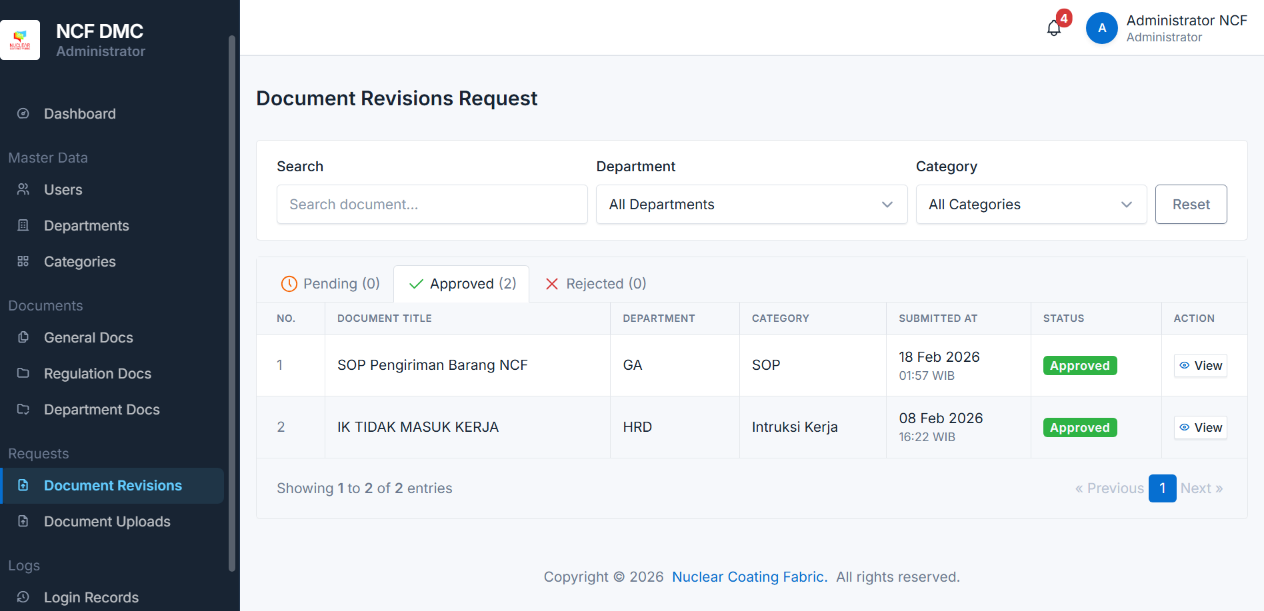 NCF DMC
Administrator
Dashboard
Master Data
Users
Departments
Categories
Documents
General Docs
Regulation Docs
Department Docs
Requests
Document Revisions
Document Uploads
Logs
Login Records
4
A
Administrator NCF
Administrator
Document Revisions Request
Search Department Category
Search document... All Departments All Categories Reset
Pending (0) Approved (2) Rejected (0)
NO. DOCUMENT TITLE DEPARTMENT CATEGORY SUBMITTED AT STATUS ACTION
1 SOP Pengiriman Barang NCF GA SOP 18 Feb 2026 Approved View
01:57 WIB
2 IK TIDAK MASUK KERJA HRD Intruksi Kerja 08 Feb 2026 Approved View
16:22 WIB
Showing 1 to 2 of 2 entries « Previous 1 Next »
Copyright © 2026 Nuclear Coating Fabric. All rights reserved.